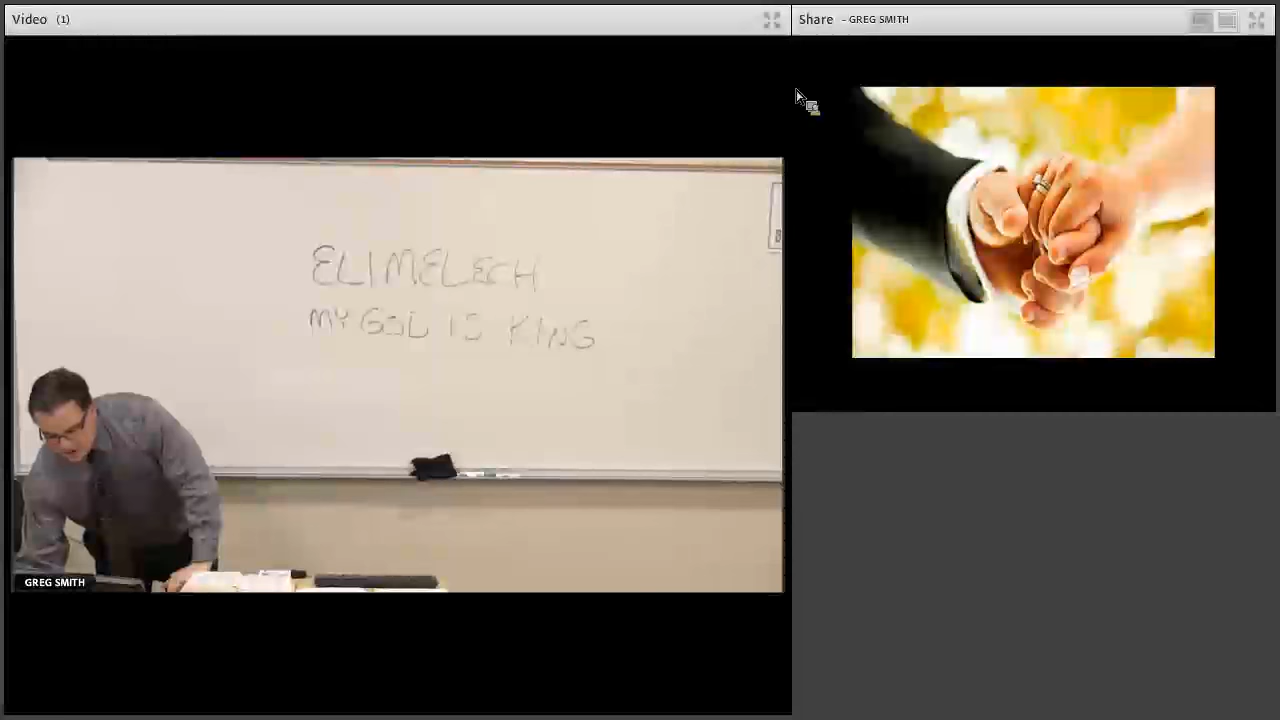 Video (1)
Share - GREG SMITH
ELIMELECH
MY GOD IS KING
GREG SMITH